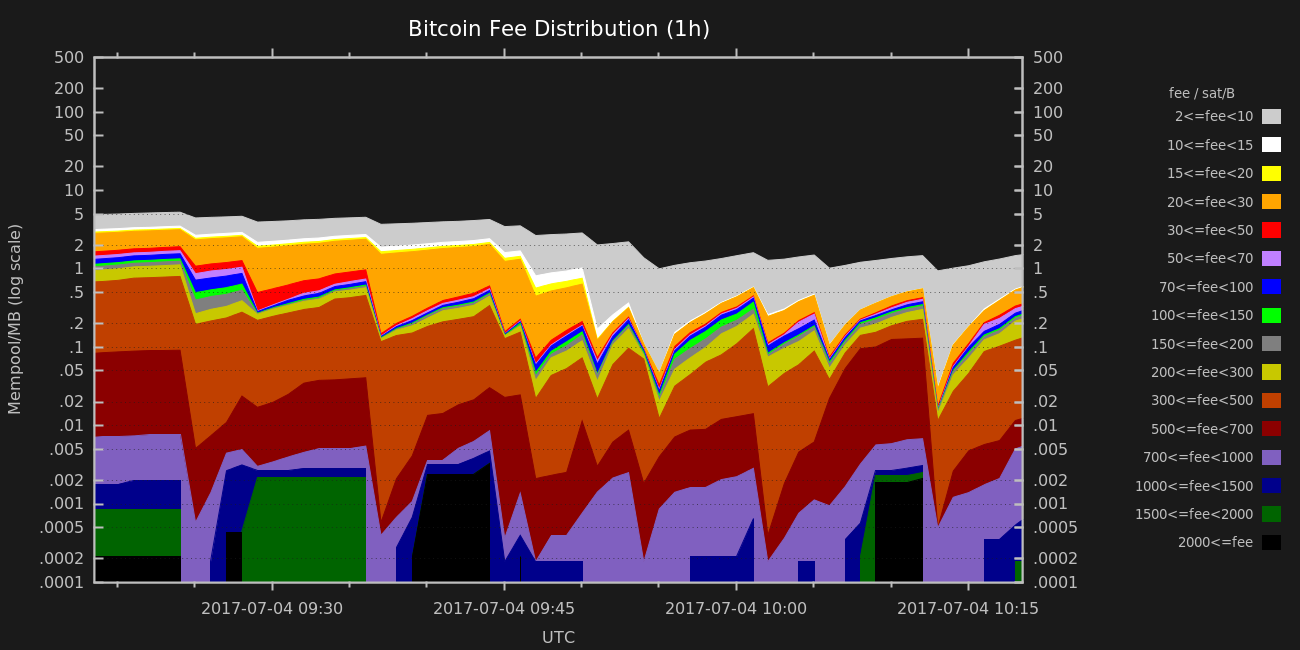 Bitcoin Fee Distribution (1h)
Mempool/MB (log scale)
500
200
100
50
20
10
5
2
1
.5
.2
.1
.05
.02
.01
.005
.002
.001
.0005
.0002
.0001
500
200
100
50
20
10
5
2
1
.5
.2
.1
.05
.02
.01
.005
.002
.001
.0005
.0002
.0001
2017-07-04 09:30 2017-07-04 09:45 2017-07-04 10:00 2017-07-04 10:15
UTC
fee / sat/B
2<=fee<10
10<=fee<15
15<=fee<20
20<=fee<30
30<=fee<50
50<=fee<70
70<=fee<100
100<=fee<150
150<=fee<200
200<=fee<300
300<=fee<500
500<=fee<700
700<=fee<1000
1000<=fee<1500
1500<=fee<2000
2000<=fee